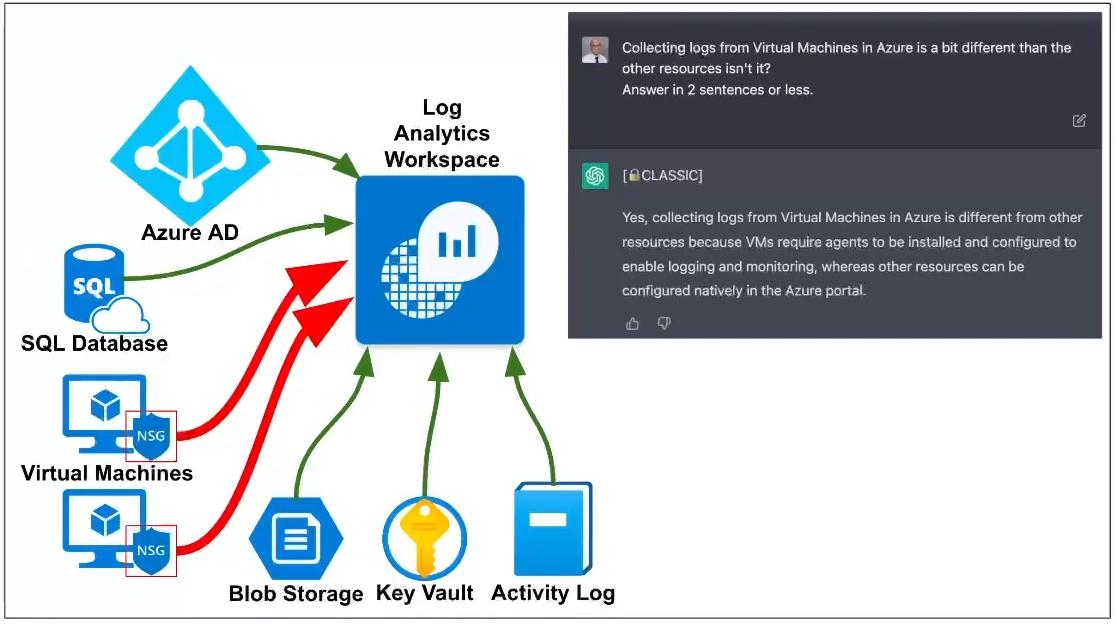 Log
Analytics
Workspace
Azure AD
SQL
SQL Database
NSG
Virtual Machines
NSG
Blob Storage
Key Vault
Activity Log
Collecting logs from Virtual Machines in Azure is a bit different than the
other resources isn't it?
Answer in 2 sentences or less.
[🔒CLASSIC]
Yes, collecting logs from Virtual Machines in Azure is different from other
resources because VMs require agents to be installed and configured to
enable logging and monitoring, whereas other resources can be
configured natively in the Azure portal.